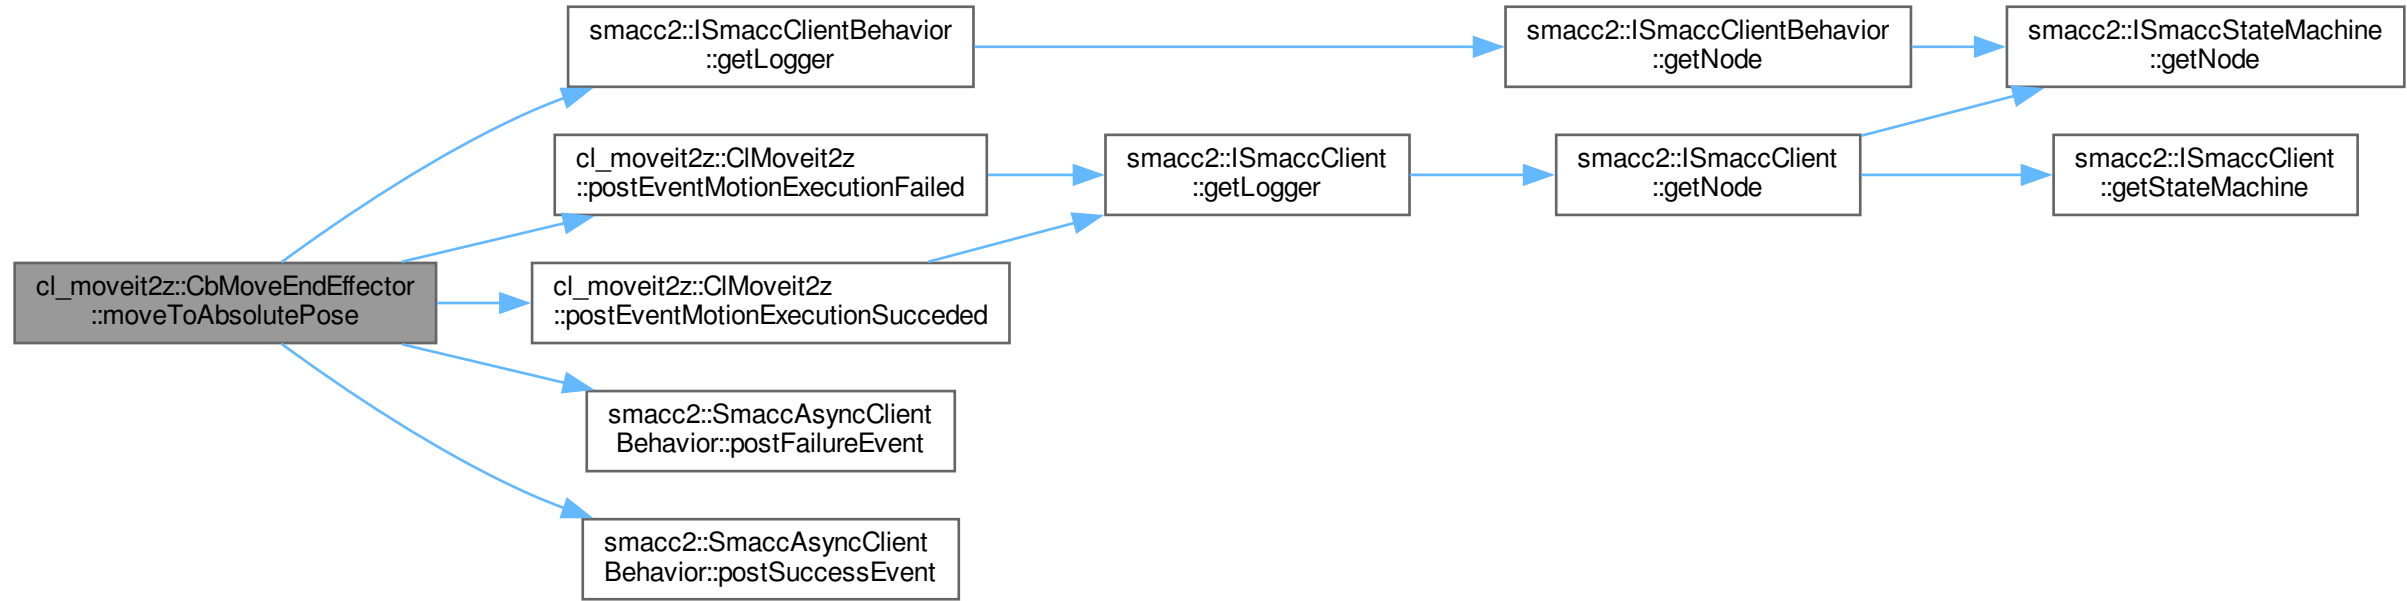 smacc2::ISmaccClientBehavior
::getLogger
smacc2::ISmaccClientBehavior
::getNode
smacc2::ISmaccStateMachine
::getNode
cl_moveit2z::ClMoveit2z
::postEventMotionExecutionFailed
smacc2::ISmaccClient
::getLogger
smacc2::ISmaccClient
::getNode
smacc2::ISmaccClient
::getStateMachine
cl_moveit2z::CbMoveEndEffector
::moveToAbsolutePose
cl_moveit2z::ClMoveit2z
::postEventMotionExecutionSucceded
smacc2::SmaccAsyncClient
Behavior::postFailureEvent
smacc2::SmaccAsyncClient
Behavior::postSuccessEvent